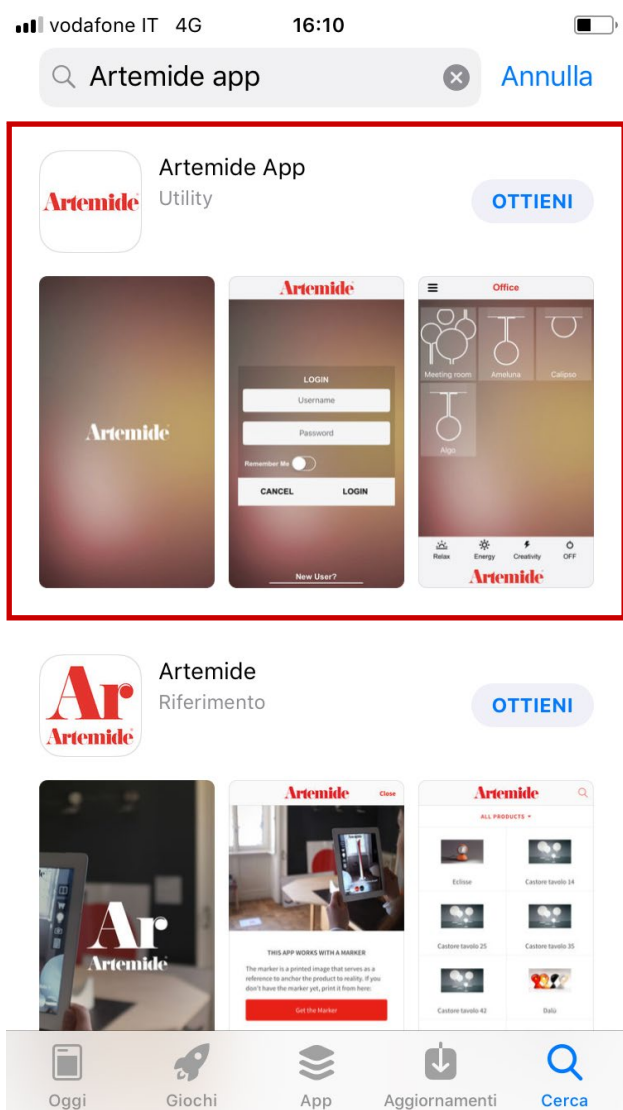 vodafone IT 4G 16:10
Artemide app Annulla
Artemide App
Utility
Artemide
OTTIENI
Artemide
Artemide
LOGIN
Username
Password
Remember Me
CANCEL LOGIN
New User?
Office
Meeting room Ameluna Calipso
Algo
Relax Energy Creativity OFF
Artemide
Artemide
Riferimento
Ar
Artemide
OTTIENI
Ar
Artemide
Artemide Close
THIS APP WORKS WITH A MARKER
The marker is a printed image that serves as a
reference to anchor the product to reality. If you
don't have the marker yet, print it from here:
Get the Marker
Artemide
ALL PRODUCTS
Eclisse Castore tavolo 14
Castore tavolo 25 Castore tavolo 35
Castore tavolo 42 Dalù
Oggi Giochi App Aggiornamenti Cerca